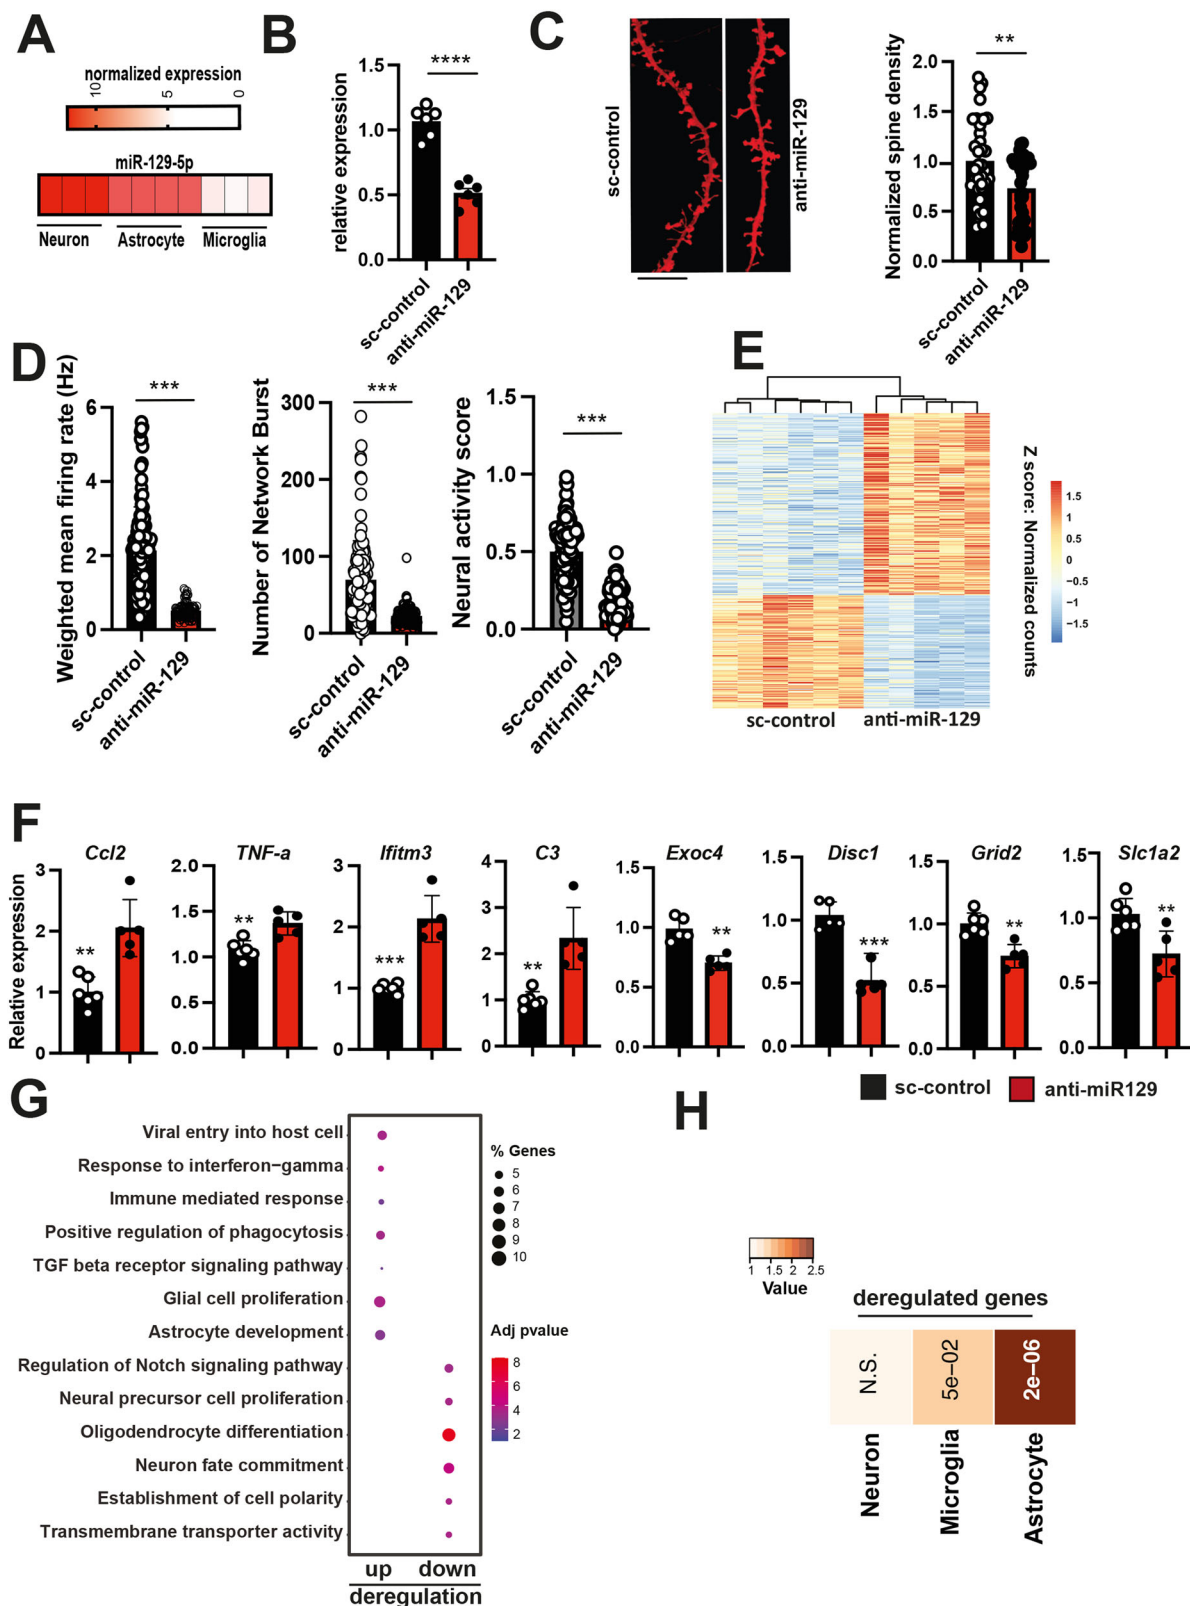 A
normalized expression
10
5
0
miR-129-5p
Neuron
Astrocyte
Microglia
B
relative expression
1.5
1.0
0.5
0.0
****
sc-control
anti-miR-129
C
sc-control
anti-miR-129
Normalized spine density
2.0
1.5
1.0
0.5
0.0
**
sc-control
anti-miR-129
D
Weighted mean firing rate (Hz)
6
4
2
0
***
sc-control
anti-miR-129
Number of Network Burst
300
200
100
0
***
sc-control
anti-miR-129
Neural activity score
1.5
1.0
0.5
0.0
***
sc-control
anti-miR-129
E
sc-control
anti-miR-129
Z score: Normalized counts
1.5
1
0.5
0
−0.5
−1
−1.5
F
Relative expression
Ccl2
3
2
1
0
**
TNF-a
2.0
1.5
1.0
0.5
0.0
**
Ifitm3
3
2
1
0
***
C3
4
3
2
1
0
**
Exoc4
1.5
1.0
0.5
0.0
**
Disc1
1.5
1.0
0.5
0.0
***
Grid2
1.5
1.0
0.5
0.0
**
Slc1a2
1.5
1.0
0.5
0.0
**
sc-control
anti-miR129
G
Viral entry into host cell
Response to interferon−gamma
Immune mediated response
Positive regulation of phagocytosis
TGF beta receptor signaling pathway
Glial cell proliferation
Astrocyte development
Regulation of Notch signaling pathway
Neural precursor cell proliferation
Oligodendrocyte differentiation
Neuron fate commitment
Establishment of cell polarity
Transmembrane transporter activity
up
down
deregulation
% Genes
5
6
7
8
9
10
Adj pvalue
8
6
4
2
H
1
1.5
2
2.5
Value
deregulated genes
N.S.
5e−02
2e−06
Neuron
Microglia
Astrocyte